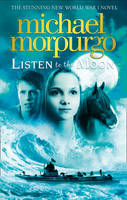 THE STUNNING NEW WORLD WAR I NOVEL
michael
morpurgo
LISTEN to the MOON